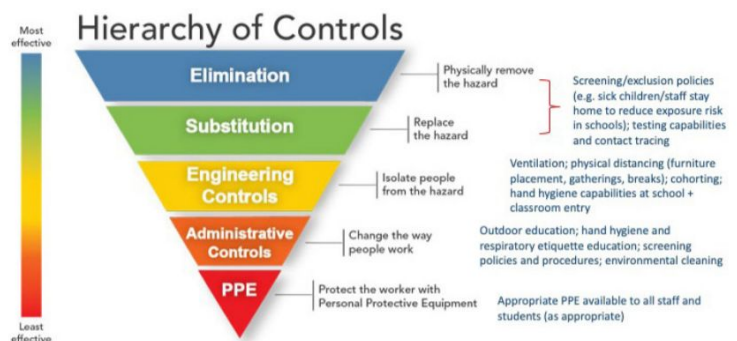 Hierarchy of Controls
Most
effective
Elimination
Physically remove
the hazard
Screening/exclusion policies
(e.g. sick children/staff stay
home to reduce exposure risk
in schools); testing capabilities
and contact tracing
Substitution
Replace
the hazard
Engineering
Controls
Isolate people
from the hazard
Ventilation; physical distancing (furniture
placement, gatherings, breaks); cohorting;
hand hygiene capabilities at school +
classroom entry
Administrative
Controls
Change the way
people work
Outdoor education; hand hygiene and
respiratory etiquette education; screening
policies and procedures; environmental cleaning
PPE
Protect the worker with
Personal Protective Equipment
Appropriate PPE available to all staff and
students (as appropriate)
Least
effective